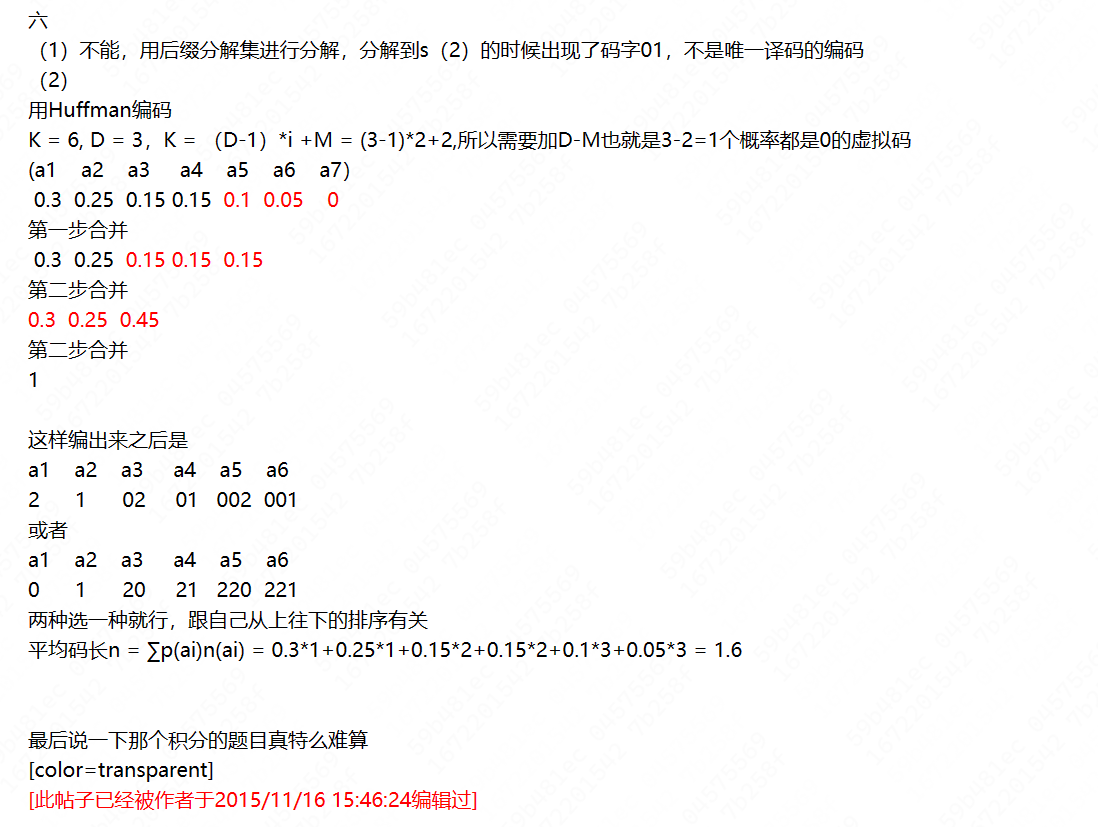 六
（1）不能，用后缀分解集进行分解，分解到s（2）的时候出现了码字01，不是唯一译码的编码
（2）
用Huffman编码
K = 6, D = 3，K = （D-1）*i +M = (3-1)*2+2,所以需要加D-M也就是3-2=1个概率都是0的虚拟码
(a1 a2 a3 a4 a5 a6 a7)
0.3 0.25 0.15 0.15 0.1 0.05 0
第一步合并
0.3 0.25 0.15 0.15 0.15
第二步合并
0.3 0.25 0.45
第二步合并
1
这样编出来之后是
a1 a2 a3 a4 a5 a6
2 1 02 01 002 001
或者
a1 a2 a3 a4 a5 a6
0 1 20 21 220 221
两种选一种就行，跟自己从上往下的排序有关
平均码长n = ∑p(ai)n(ai) = 0.3*1+0.25*1+0.15*2+0.15*2+0.1*3+0.05*3 = 1.6
最后说一下那个积分的题目真特么难算
[color=transparent]
[此帖子已经被作者于2015/11/16 15:46:24编辑过]